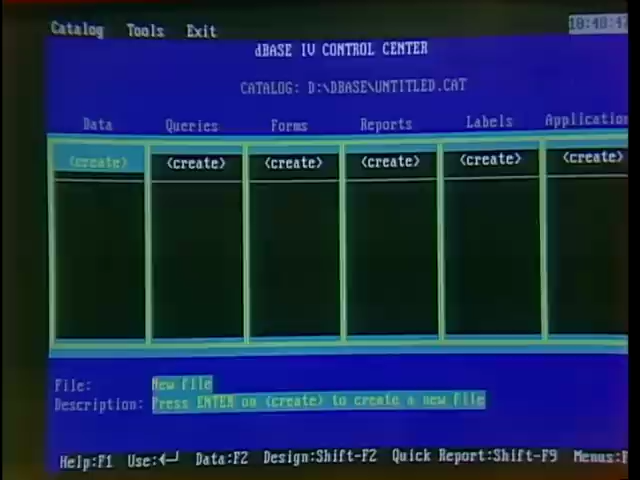 Catalog Tools Exit
dBASE IV CONTROL CENTER
CATALOG: D:\DBASE\UNTITLED.CAT
Data Queries Forms Reports Labels Application
<create> <create> <create> <create> <create> <create>
File: New file
Description: Press ENTER on <create> to create a new file
Help:F1 Use:↵ Data:F2 Design:Shift-F2 Quick Report:Shift-F9 Menus:F